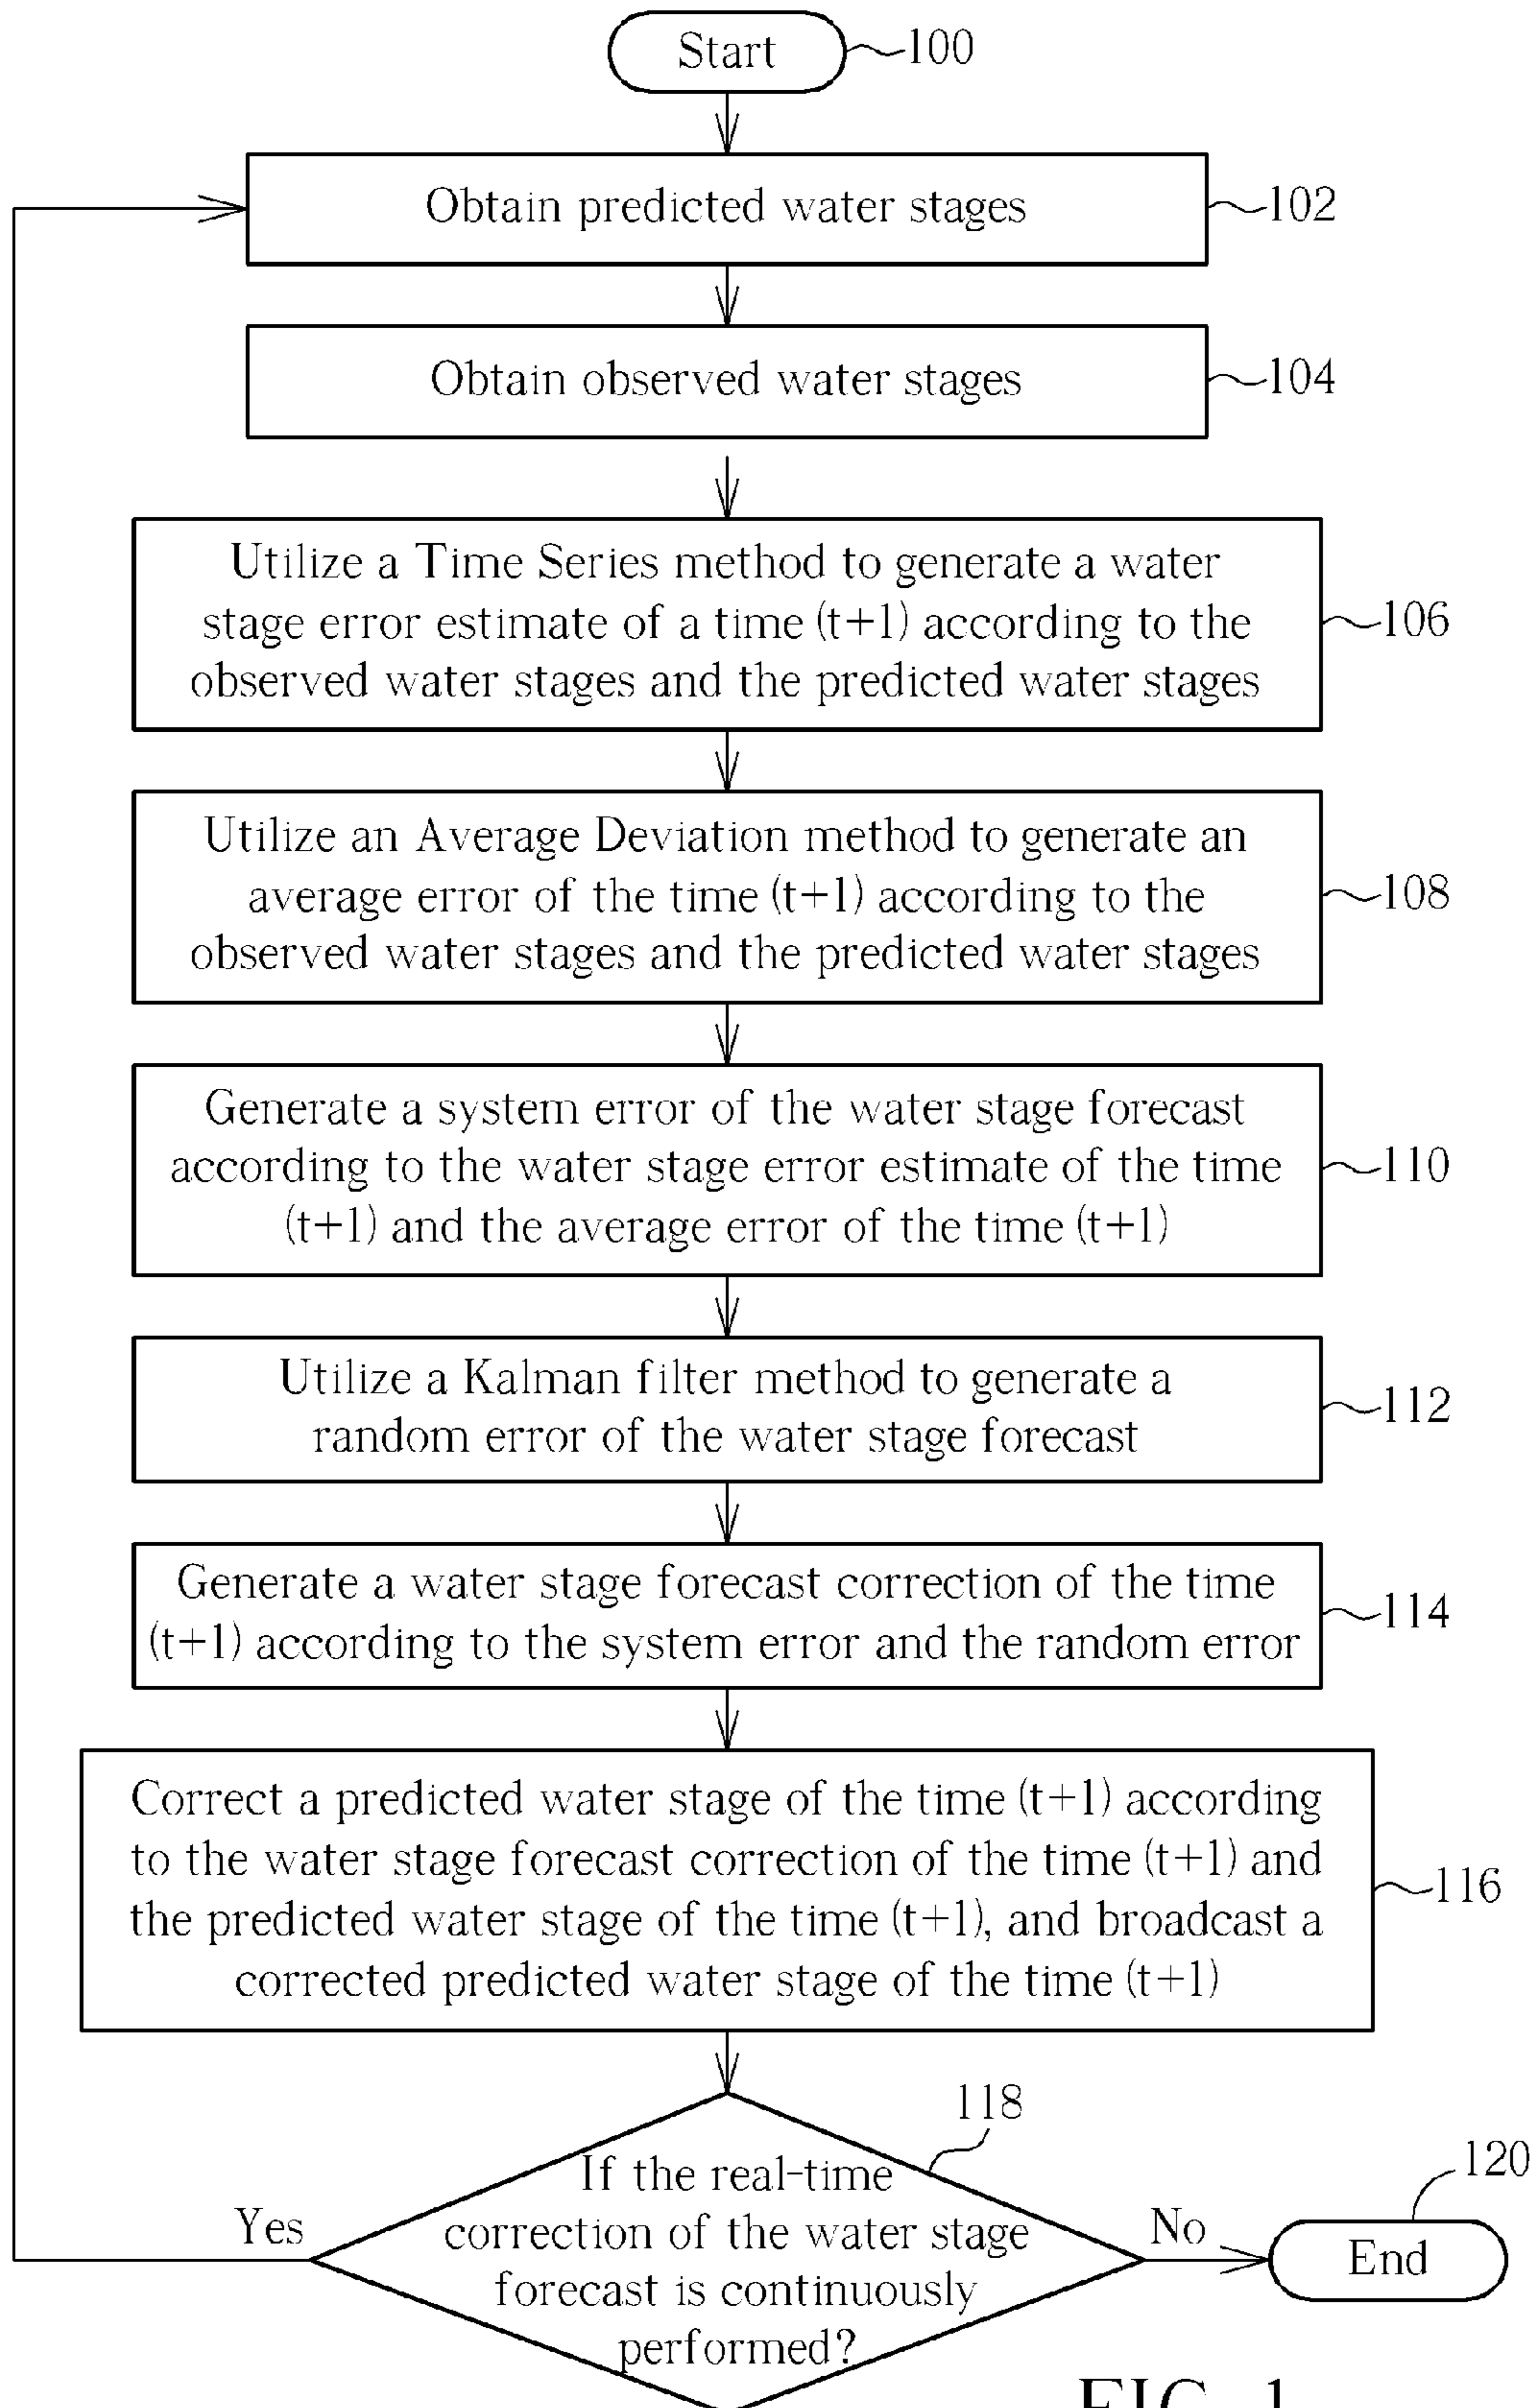 Start
100
Obtain predicted water stages
102
Obtain observed water stages
104
Utilize a Time Series method to generate a water
stage error estimate of a time (t+1) according to the
observed water stages and the predicted water stages
106
Utilize an Average Deviation method to generate an
average error of the time (t+1) according to the
observed water stages and the predicted water stages
108
Generate a system error of the water stage forecast
according to the water stage error estimate of the time
(t+1) and the average error of the time (t+1)
110
Utilize a Kalman filter method to generate a
random error of the water stage forecast
112
Generate a water stage forecast correction of the time
(t+1) according to the system error and the random error
114
Correct a predicted water stage of the time (t+1) according
to the water stage forecast correction of the time (t+1) and
the predicted water stage of the time (t+1), and broadcast a
corrected predicted water stage of the time (t+1)
116
118
If the real-time
correction of the water stage
forecast is continuously
performed?
Yes
No
120
End
FIG. 1